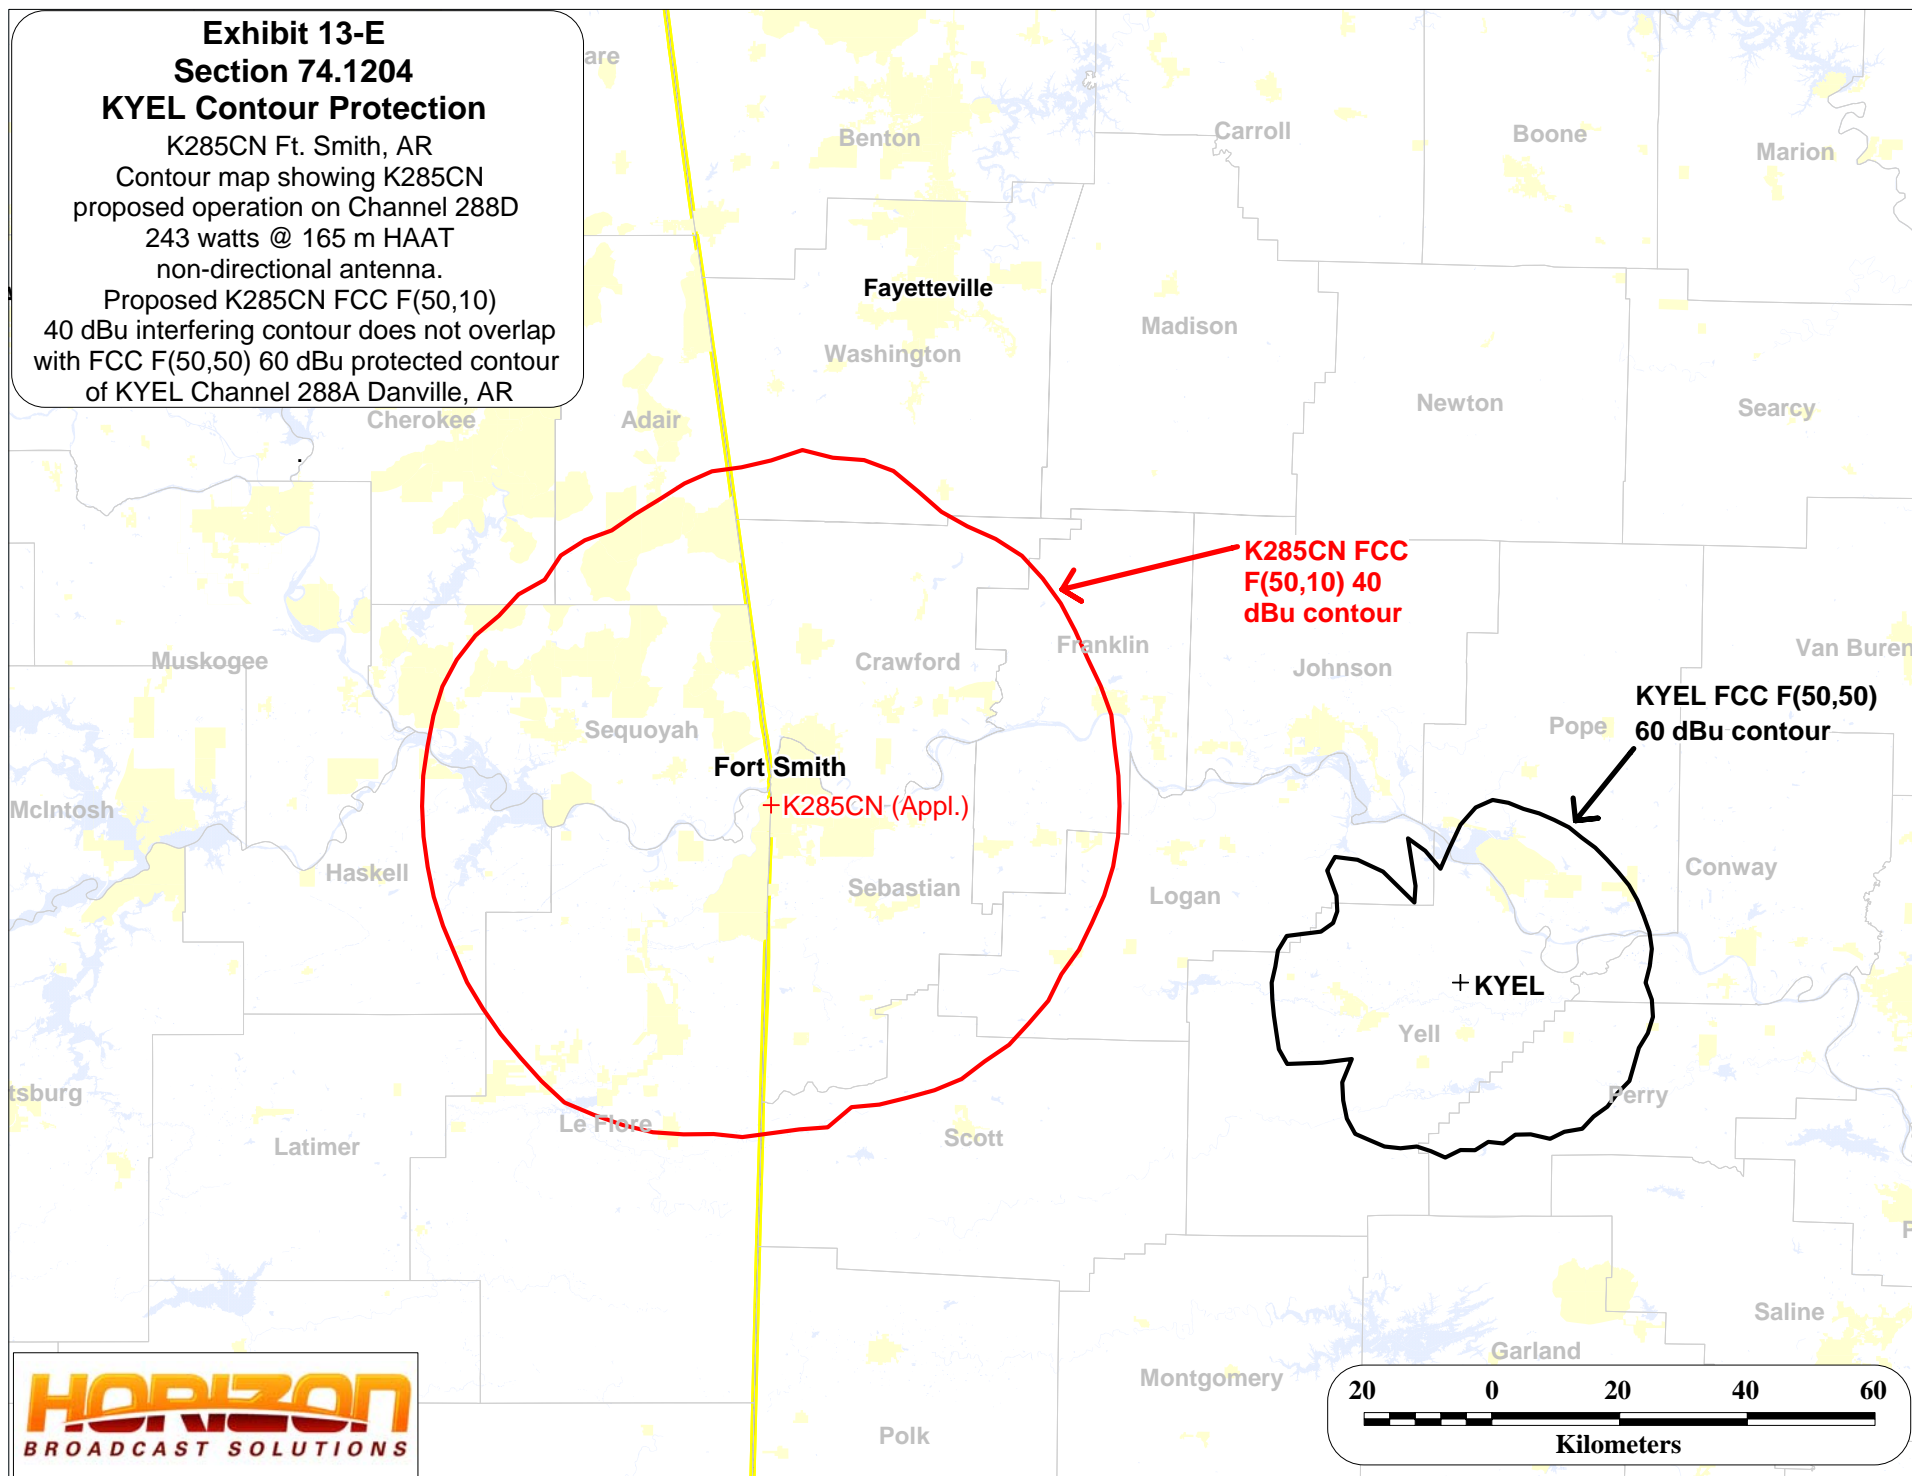 Exhibit 13-E
Section 74.1204
KYEL Contour Protection
K285CN Ft. Smith, AR
Contour map showing K285CN
proposed operation on Channel 288D
243 watts @ 165 m HAAT
non-directional antenna.
Proposed K285CN FCC F(50,10)
40 dBu interfering contour does not overlap
with FCC F(50,50) 60 dBu protected contour
of KYEL Channel 288A Danville, AR
are
Benton
Carroll
Boone
Marion
Fayetteville
Washington
Madison
Newton
Searcy
Cherokee
Adair
K285CN FCC
F(50,10) 40
dBu contour
Muskogee
Crawford
Franklin
Johnson
Van Buren
KYEL FCC F(50,50)
60 dBu contour
Sequoyah
Pope
Fort Smith
McIntosh
K285CN (Appl.)
Haskell
Sebastian
Logan
Conway
KYEL
Yell
tsburg
Perry
Le Flore
Latimer
Scott
Saline
Garland
Montgomery
Polk
HORIZON
BROADCAST SOLUTIONS
20 0 20 40 60
Kilometers